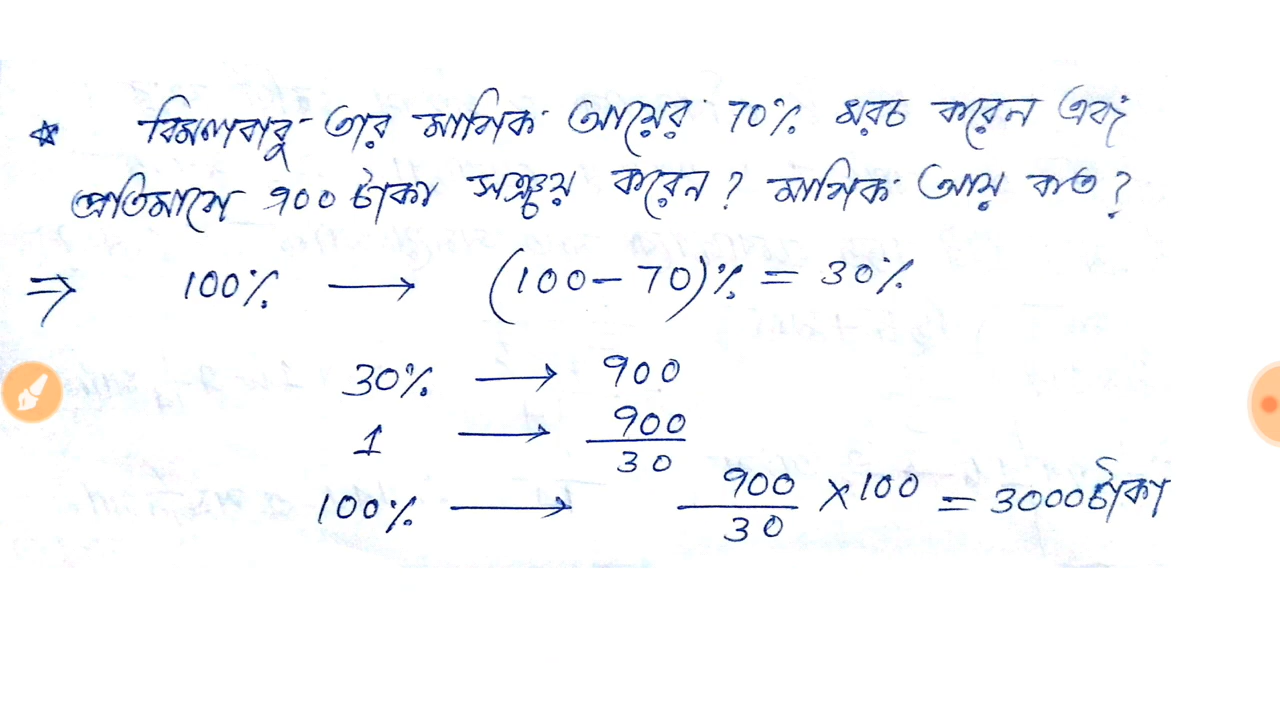 ☆ বিমলবাবু তার মাসিক আয়ের 70% খরচ করেন এবং
প্রতিমাসে 900 টাকা সঞ্চয় করেন? মাসিক আয় কত?
⇒ 100% → (100-70)% = 30%
30% → 900
1 → 900/30
100% → 900/30 × 100 = 3000 টাকা